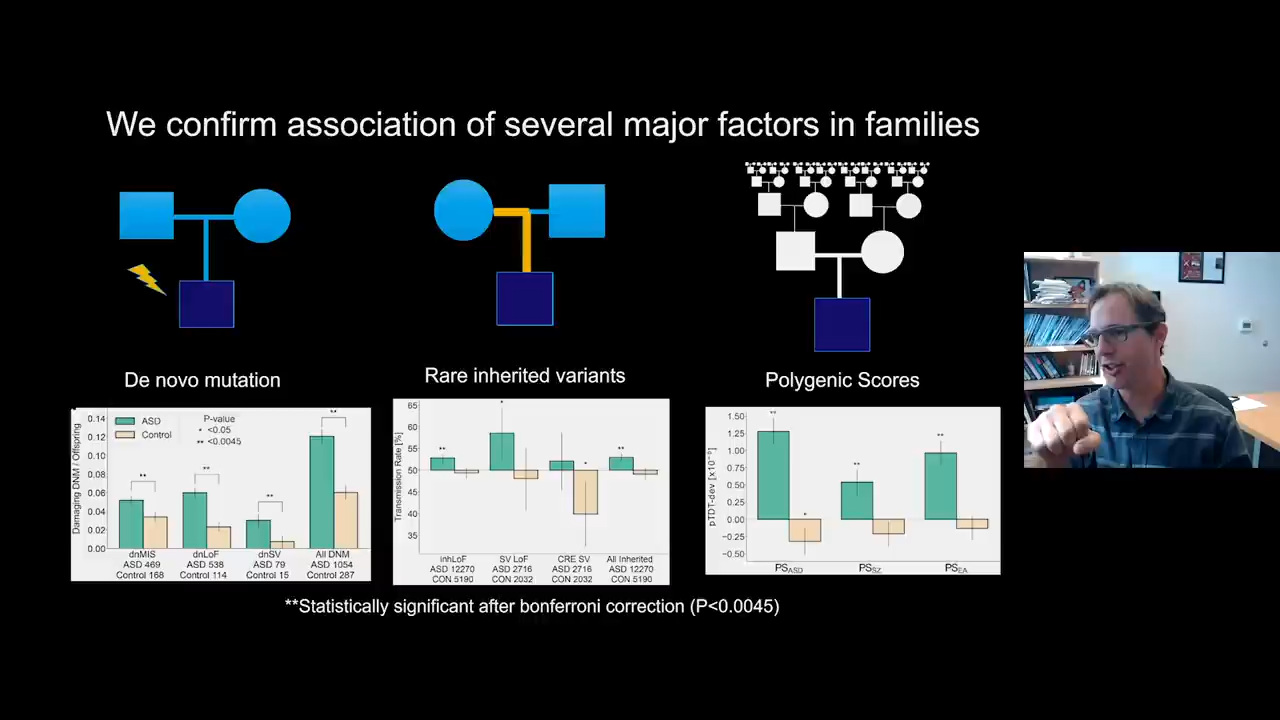 We confirm association of several major factors in families
De novo mutation
Rare inherited variants
Polygenic Scores
Damaging DNM / Offspring
0.14
0.12
0.10
0.08
0.06
0.04
0.02
0.00
ASD
Control
P-value
* <0.05
** <0.0045
**
**
**
**
dnMIS
ASD 469
Control 168
dnLoF
ASD 538
Control 114
dnSV
ASD 79
Control 15
All DNM
ASD 1054
Control 287
Transmission Rate [%]
65
60
55
50
45
40
35
**
*
*
**
inhLoF
ASD 12270
CON 5190
SV LoF
ASD 2716
CON 2032
CRE SV
ASD 2716
CON 2032
All Inherited
ASD 12270
CON 5190
1.50
1.25
1.00
0.75
0.50
0.25
0.00
−0.25
−0.50
**
*
**
**
PS_ASD
PS_SZ
PS_EA
**Statistically significant after bonferroni correction (P<0.0045)